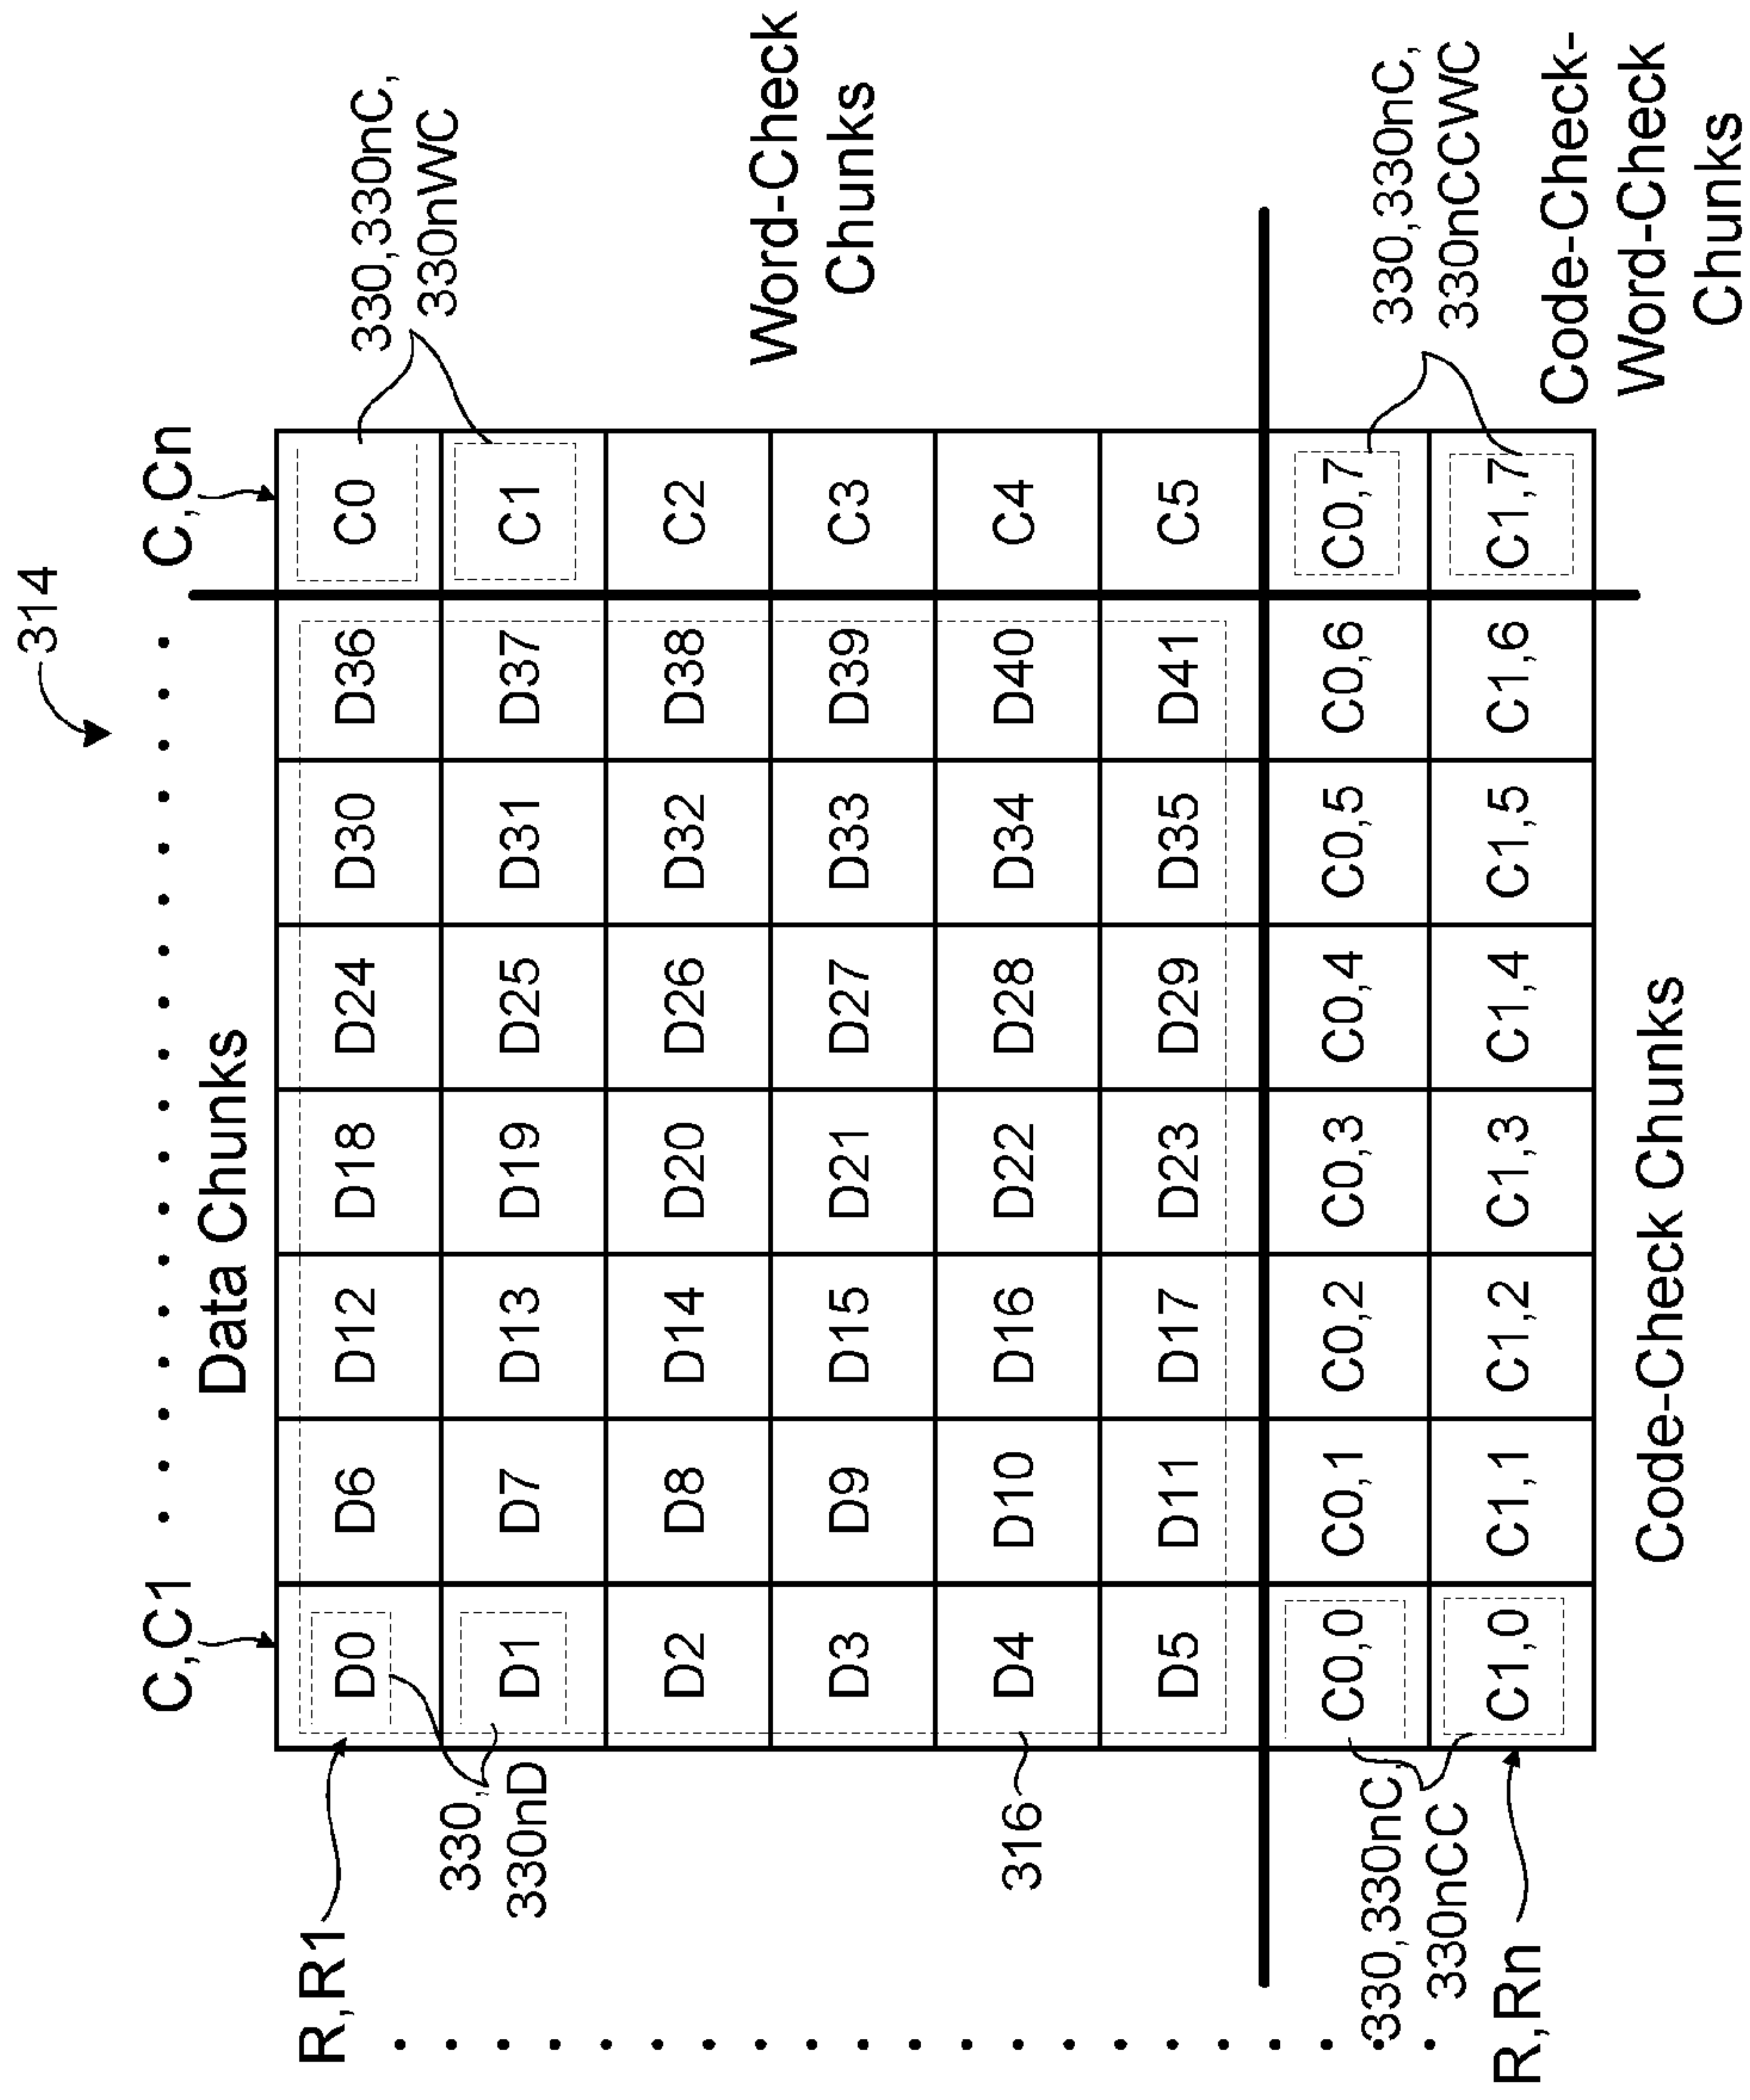 314
C,C1
C,Cn
Data Chunks
R,R1
D0 D6 D12 D18 D24 D30 D36 C0
330,330nC,
330nWC
330,
330nD
D1 D7 D13 D19 D25 D31 D37 C1
D2 D8 D14 D20 D26 D32 D38 C2
Word-Check
Chunks
D3 D9 D15 D21 D27 D33 D39 C3
316
D4 D10 D16 D22 D28 D34 D40 C4
D5 D11 D17 D23 D29 D35 D41 C5
330,330nC,
330nCC
C0,0 C0,1 C0,2 C0,3 C0,4 C0,5 C0,6 C0,7
330,330nC,
330nCCWC
R,Rn
C1,0 C1,1 C1,2 C1,3 C1,4 C1,5 C1,6 C1,7
Code-Check Chunks
Code-Check-
Word-Check
Chunks